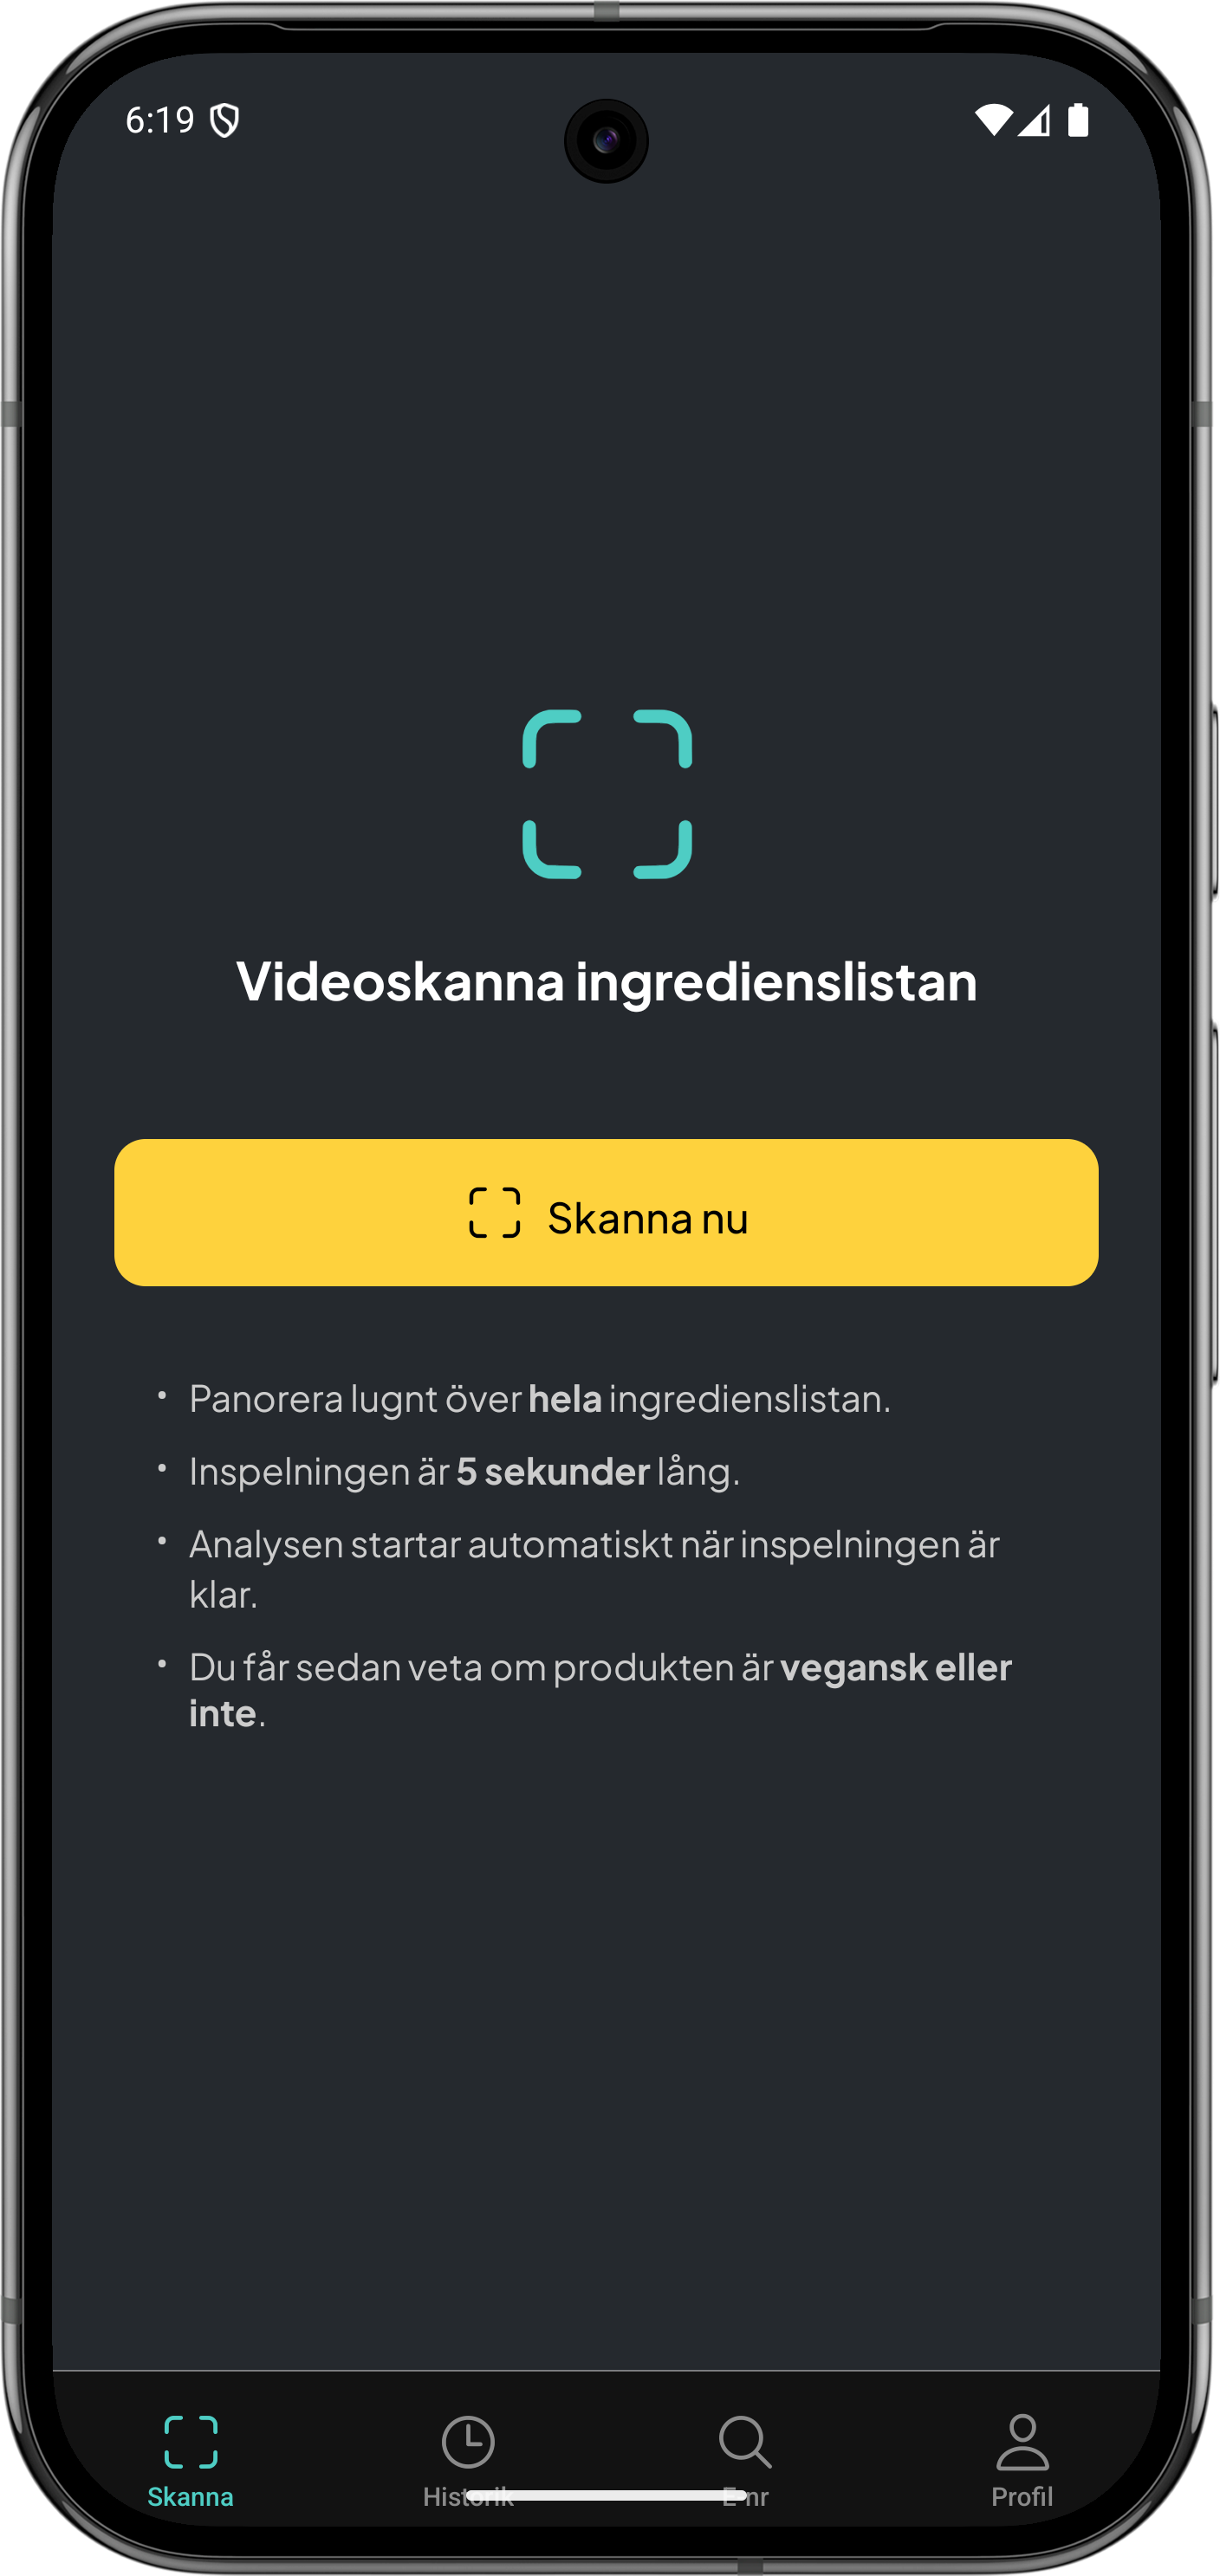 6:19
Videoskanna ingredienslistan
Skanna nu
• Panorera lugnt över hela ingredienslistan.
• Inspelningen är 5 sekunder lång.
• Analysen startar automatiskt när inspelningen är
klar.
• Du får sedan veta om produkten är vegansk eller
inte.
Skanna
Historik
E-nr
Profil